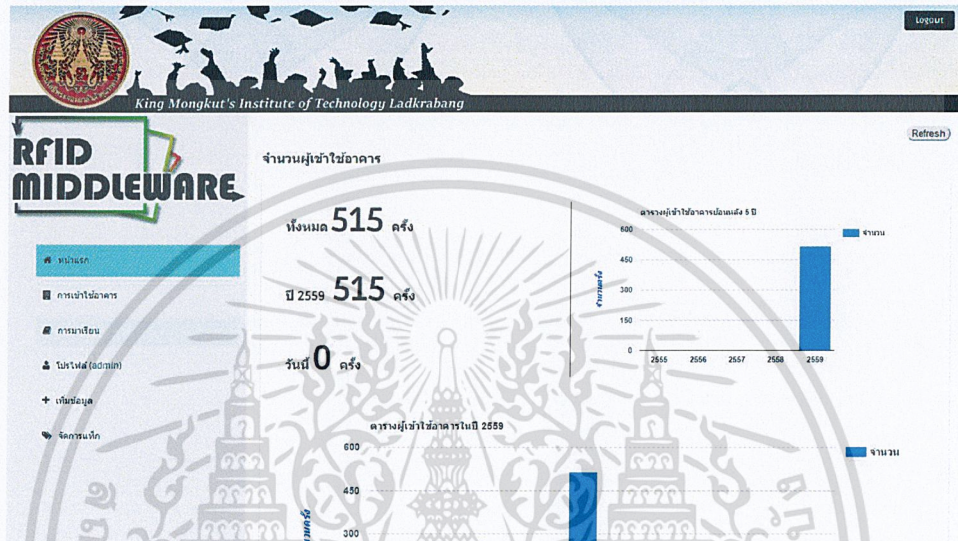 Logout
King Mongkut's Institute of Technology Ladkrabang
RFID
MIDDLEWARE
Refresh
จำนวนผู้เข้าใช้อาคาร
ทั้งหมด 515 ครั้ง
ปี 2559 515 ครั้ง
วันนี้ 0 ครั้ง
หน้าแรก
การเข้าใช้อาคาร
การมาเรียน
โปรไฟล์ (admin)
เพิ่มข้อมูล
จัดการแท็ก
ตารางผู้เข้าใช้อาคารย้อนหลัง 5 ปี
จำนวน
จำนวนครั้ง
600
450
300
150
0
2555 2556 2557 2558 2559
ตารางผู้เข้าใช้อาคารในปี 2559
จำนวน
600
450
300